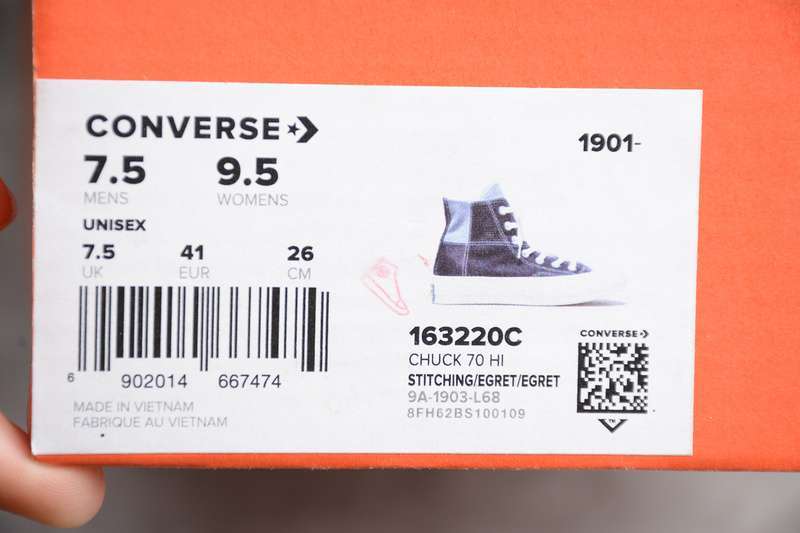 CONVERSE
1901-
7.5 9.5
MENS WOMENS
UNISEX
7.5 41 26
UK EUR CM
6 902014 667474
MADE IN VIETNAM
FABRIQUE AU VIETNAM
163220C
CHUCK 70 HI
STITCHING/EGRET/EGRET
9A-1903-L68
8FH62BS100109
CONVERSE
TM